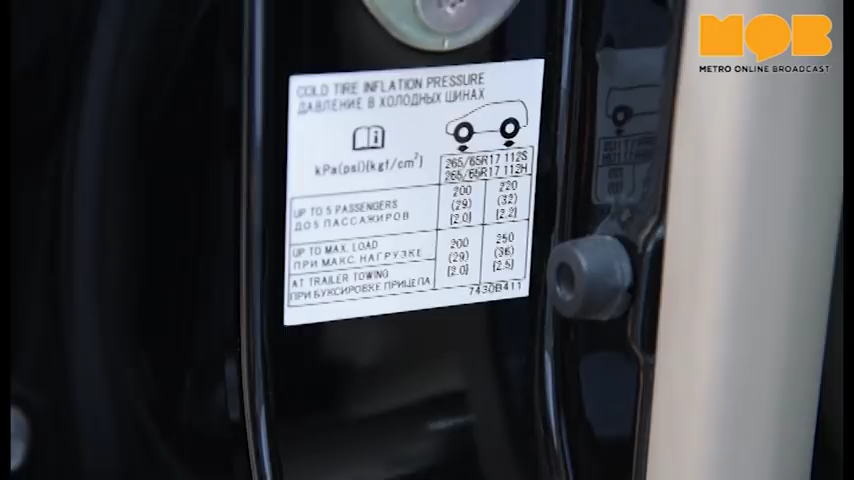 MOB
METRO ONLINE BROADCAST
COLD TIRE INFLATION PRESSURE
ДАВЛЕНИЕ В ХОЛОДНЫХ ШИНАХ
kPa(psi){kgf/cm²}
265/65R17 112S
265/65R17 112H
UP TO 5 PASSENGERS
ДО 5 ПАССАЖИРОВ
200 220
(29) (32)
{2.0} {2.2}
UP TO MAX. LOAD
ПРИ МАКС. НАГРУЗКЕ
AT TRAILER TOWING
ПРИ БУКСИРОВКЕ ПРИЦЕПА
200 250
(29) (36)
{2.0} {2.5}
7430B411